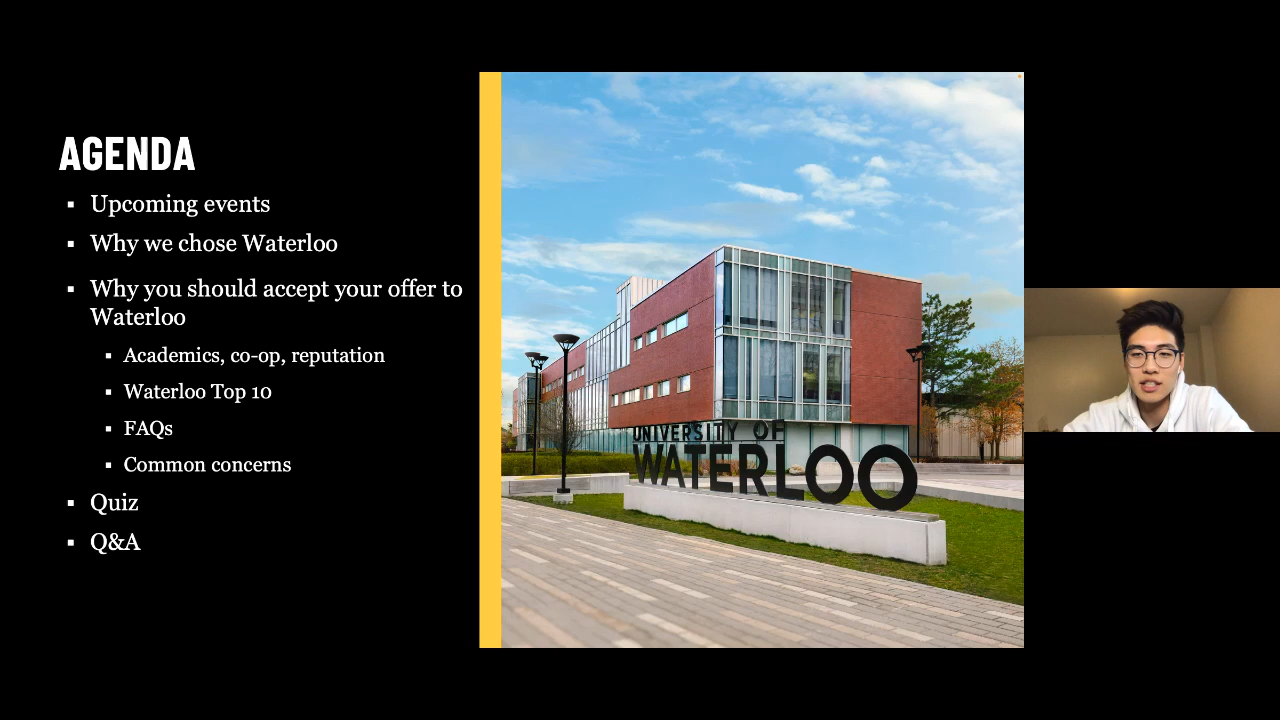 AGENDA
▪ Upcoming events
▪ Why we chose Waterloo
▪ Why you should accept your offer to
Waterloo
▪ Academics, co-op, reputation
▪ Waterloo Top 10
▪ FAQs
▪ Common concerns
▪ Quiz
▪ Q&A
UNIVERSITY OF
WATERLOO